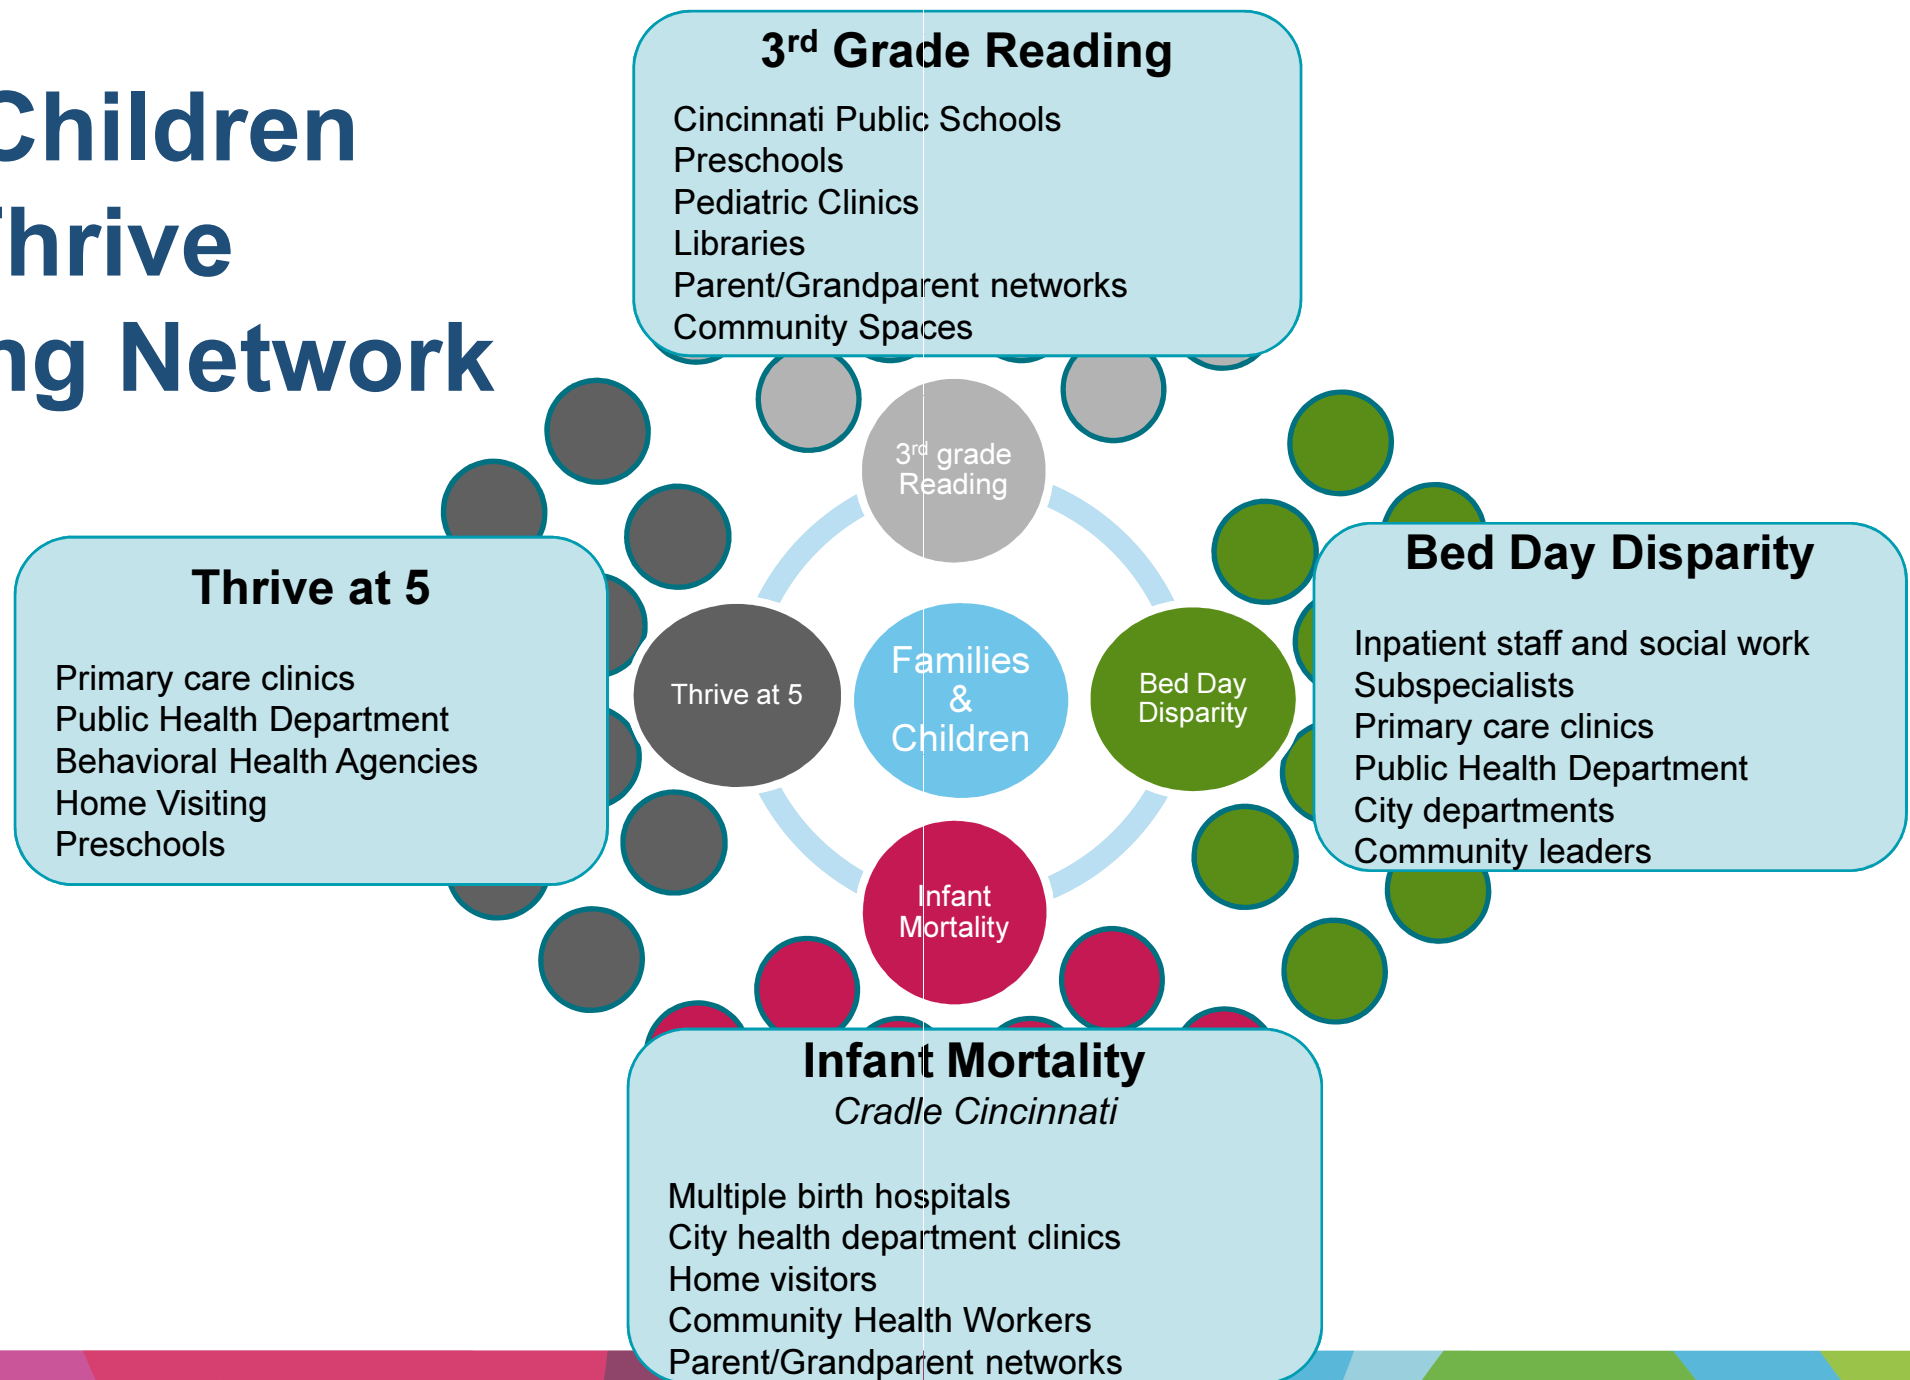 Children
Thrive
ng Network
3rd Grade Reading
Cincinnati Public Schools
Preschools
Pediatric Clinics
Libraries
Parent/Grandparent networks
Community Spaces
3rd grade
Reading
Thrive at 5
Primary care clinics
Public Health Department
Behavioral Health Agencies
Home Visiting
Preschools
Thrive at 5
Families
&
Children
Bed Day
Disparity
Bed Day Disparity
Inpatient staff and social work
Subspecialists
Primary care clinics
Public Health Department
City departments
Community leaders
Infant
Mortality
Infant Mortality
Cradle Cincinnati
Multiple birth hospitals
City health department clinics
Home visitors
Community Health Workers
Parent/Grandparent networks